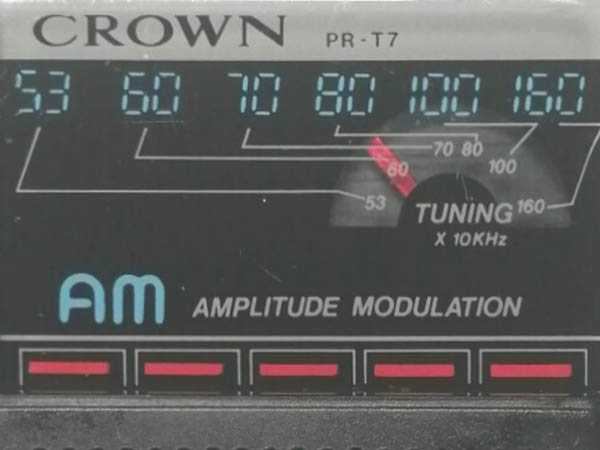 CROWN PR-T7
53 60 70 80 100 160
70 80
60 100
53 160
TUNING
X 10KHz
AM AMPLITUDE MODULATION